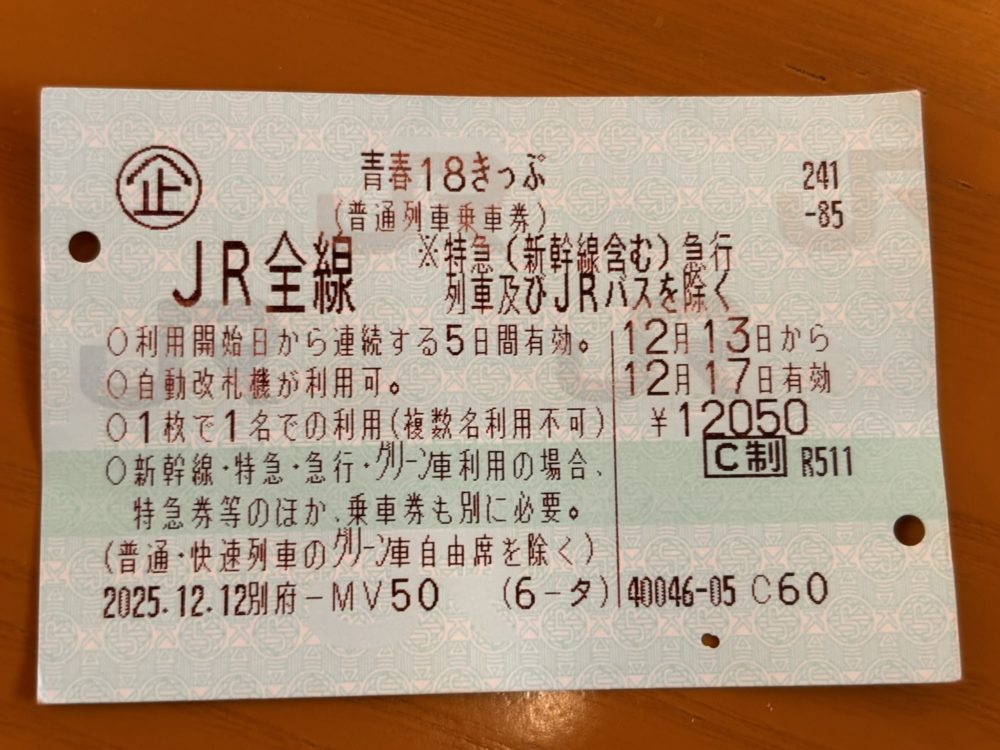 企 青春18きっぷ 241
(普通列車乗車券) -85
JR全線 ※特急(新幹線含む)急行
列車及びJRバスを除く
○利用開始日から連続する5日間有効。 12月13日から
○自動改札機が利用可。 12月17日有効
○1枚で1名での利用(複数名利用不可) ¥12050
○新幹線・特急・急行・グリーン車利用の場合、 C制 R511
特急券等のほか、乗車券も別に必要。
(普通・快速列車のグリーン車自由席を除く)
2025.12.12別府-MV50 (6-タ) 40046-05 C60